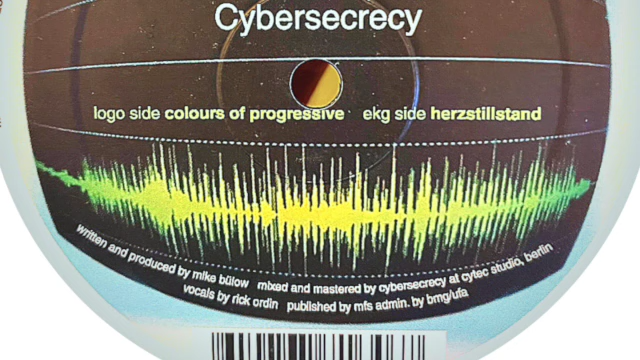 Cybersecrecy
logo side colours of progressive ekg side herzstillstand
written and produced by mike bülow mixed and mastered by cybersecrecy at cytec studio, berlin
vocals by rick ordin published by mfs admin. by bmg/ufa